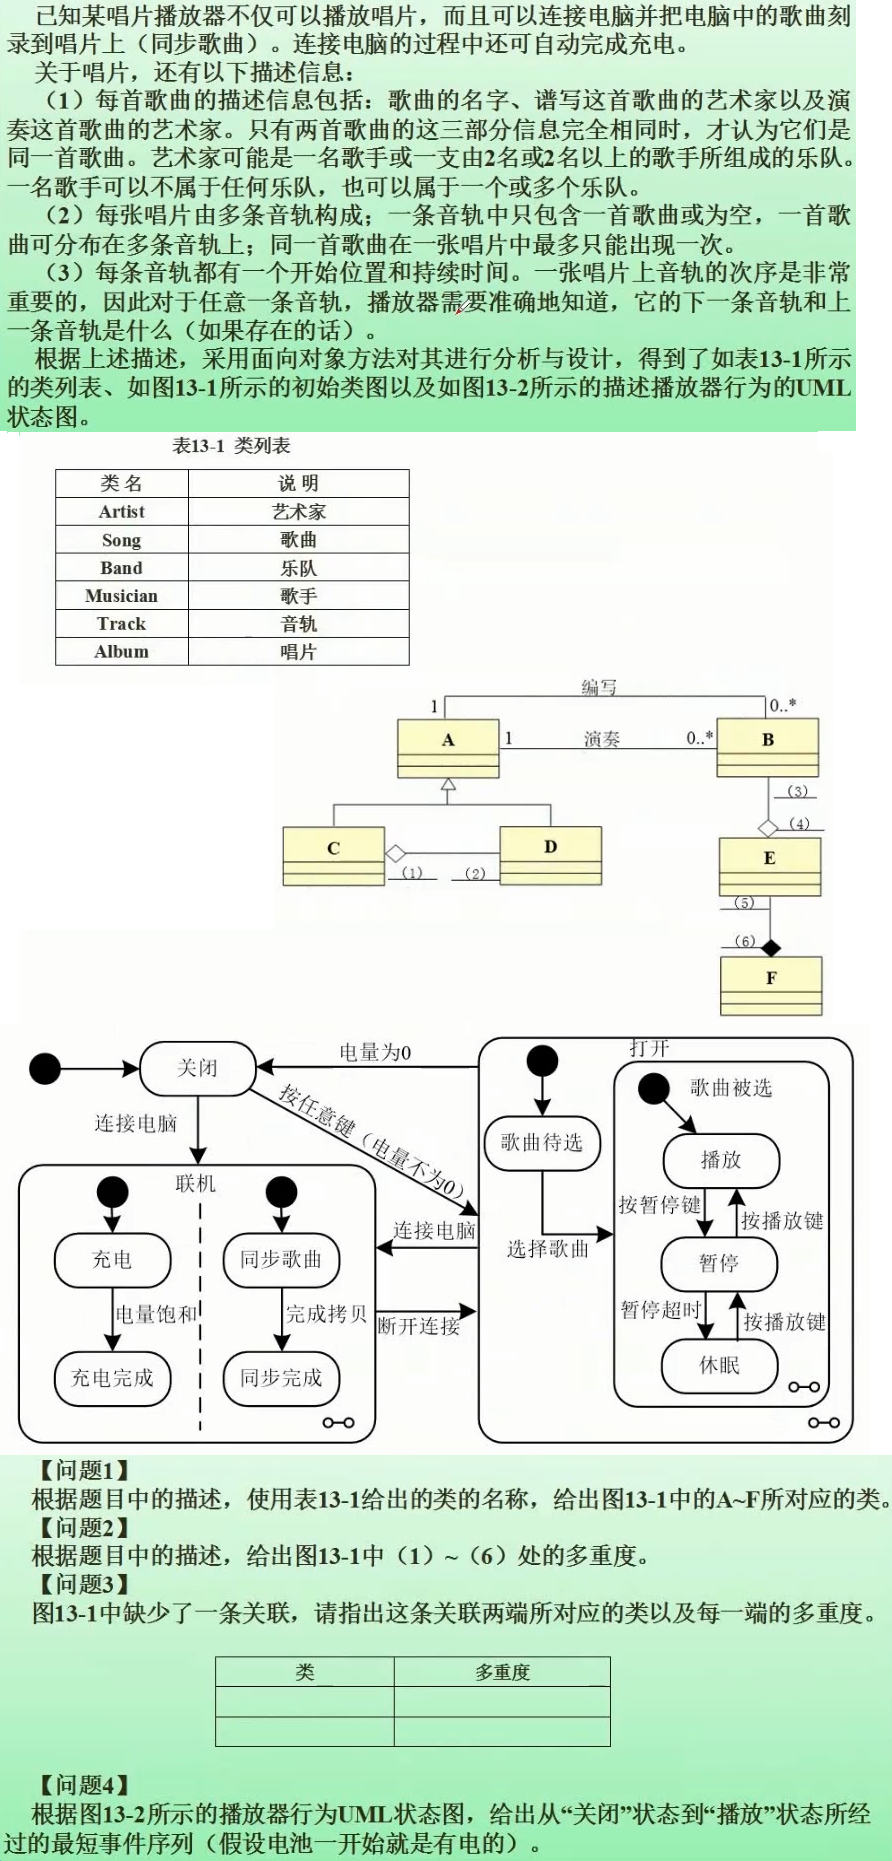 已知某唱片播放器不仅可以播放唱片，而且可以连接电脑并把电脑中的歌曲刻
录到唱片上（同步歌曲）。连接电脑的过程中还可自动完成充电。
关于唱片，还有以下描述信息：
（1）每首歌曲的描述信息包括：歌曲的名字、谱写这首歌曲的艺术家以及演
奏这首歌曲的艺术家。只有两首歌曲的这三部分信息完全相同时，才认为它们是
同一首歌曲。艺术家可能是一名歌手或一支由2名或2名以上的歌手所组成的乐队。
一名歌手可以不属于任何乐队，也可以属于一个或多个乐队。
（2）每张唱片由多条音轨构成；一条音轨中只包含一首歌曲或为空，一首歌
曲可分布在多条音轨上；同一首歌曲在一张唱片中最多只能出现一次。
（3）每条音轨都有一个开始位置和持续时间。一张唱片上音轨的次序是非常
重要的，因此对于任意一条音轨，播放器需要准确地知道，它的下一条音轨和上
一条音轨是什么（如果存在的话）。
根据上述描述，采用面向对象方法对其进行分析与设计，得到了如表13-1所示
的类列表、如图13-1所示的初始类图以及如图13-2所示的描述播放器行为的UML
状态图。
表13-1 类列表
类 名 说 明
Artist 艺术家
Song 歌曲
Band 乐队
Musician 歌手
Track 音轨
Album 唱片
编写
1 0..*
A 1 演奏 0..* B
（3）
（4）
C D E
（1） （2）
（5）
（6）
F
关闭 电量为0 打开
歌曲被选
连接电脑 按任意键（电量不为0） 歌曲待选 播放
联机
按暂停键 按播放键
连接电脑 选择歌曲
充电 同步歌曲 暂停
电量饱和 完成拷贝 断开连接 暂停超时 按播放键
充电完成 同步完成 休眠
【问题1】
根据题目中的描述，使用表13-1给出的类的名称，给出图13-1中的A~F所对应的类。
【问题2】
根据题目中的描述，给出图13-1中（1）~（6）处的多重度。
【问题3】
图13-1中缺少了一条关联，请指出这条关联两端所对应的类以及每一端的多重度。
类 多重度
【问题4】
根据图13-2所示的播放器行为UML状态图，给出从“关闭”状态到“播放”状态所经
过的最短事件序列（假设电池一开始就是有电的）。